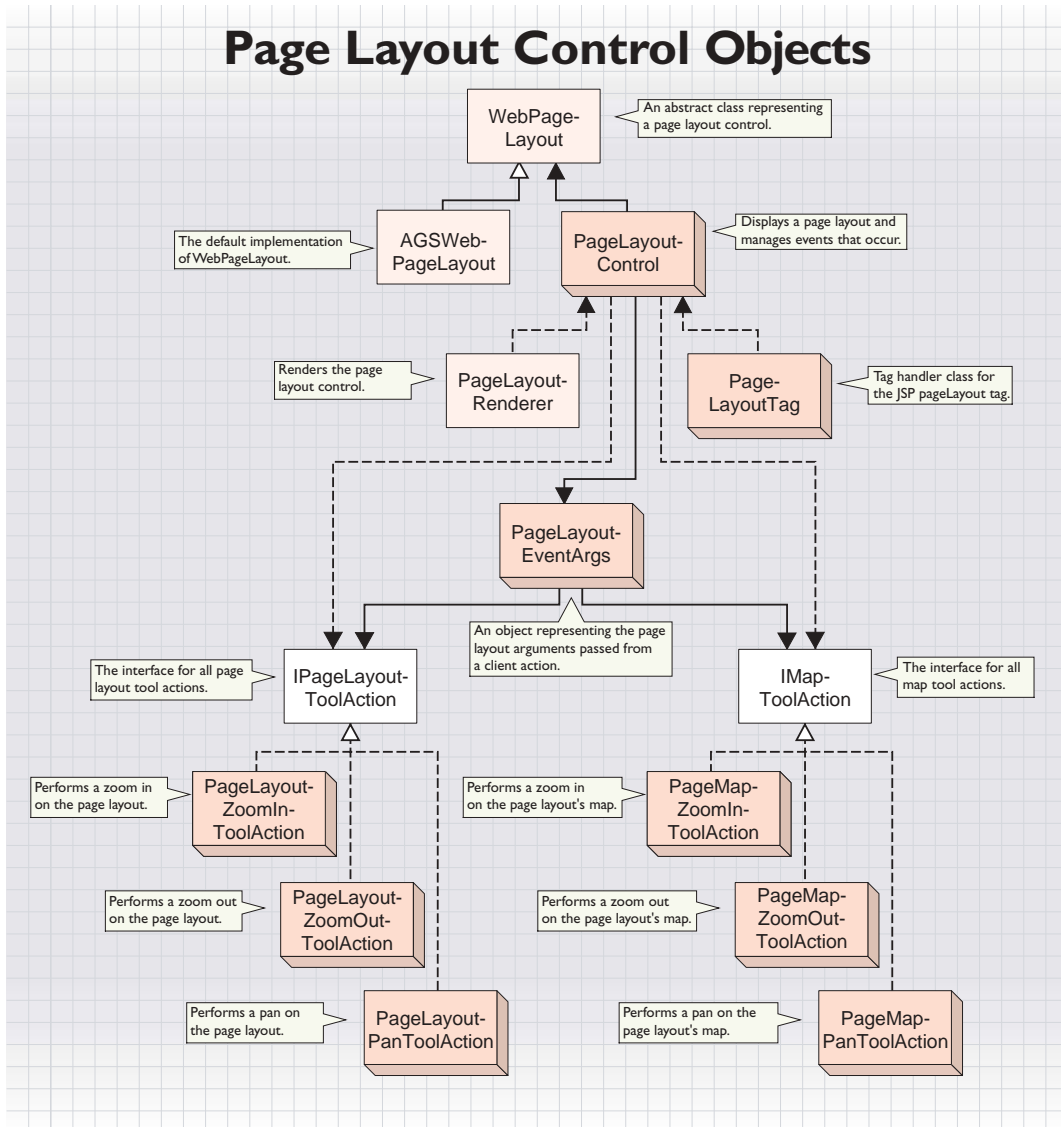 Page Layout Control Objects
WebPage-
Layout
An abstract class representing
a page layout control.
The default implementation
of WebPageLayout.
AGSWeb-
PageLayout
PageLayout-
Control
Displays a page layout and
manages events that occur.
Renders the page
layout control.
PageLayout-
Renderer
Page-
LayoutTag
Tag handler class for
the JSP pageLayout tag.
PageLayout-
EventArgs
An object representing the page
layout arguments passed from
a client action.
The interface for all page
layout tool actions.
IPageLayout-
ToolAction
IMap-
ToolAction
The interface for all
map tool actions.
Performs a zoom in
on the page layout.
PageLayout-
ZoomIn-
ToolAction
Performs a zoom in
on the page layout's map.
PageMap-
ZoomIn-
ToolAction
Performs a zoom out
on the page layout.
PageLayout-
ZoomOut-
ToolAction
Performs a zoom out
on the page layout's map.
PageMap-
ZoomOut-
ToolAction
Performs a pan on
the page layout.
PageLayout-
PanToolAction
Performs a pan on the
page layout's map.
PageMap-
PanToolAction